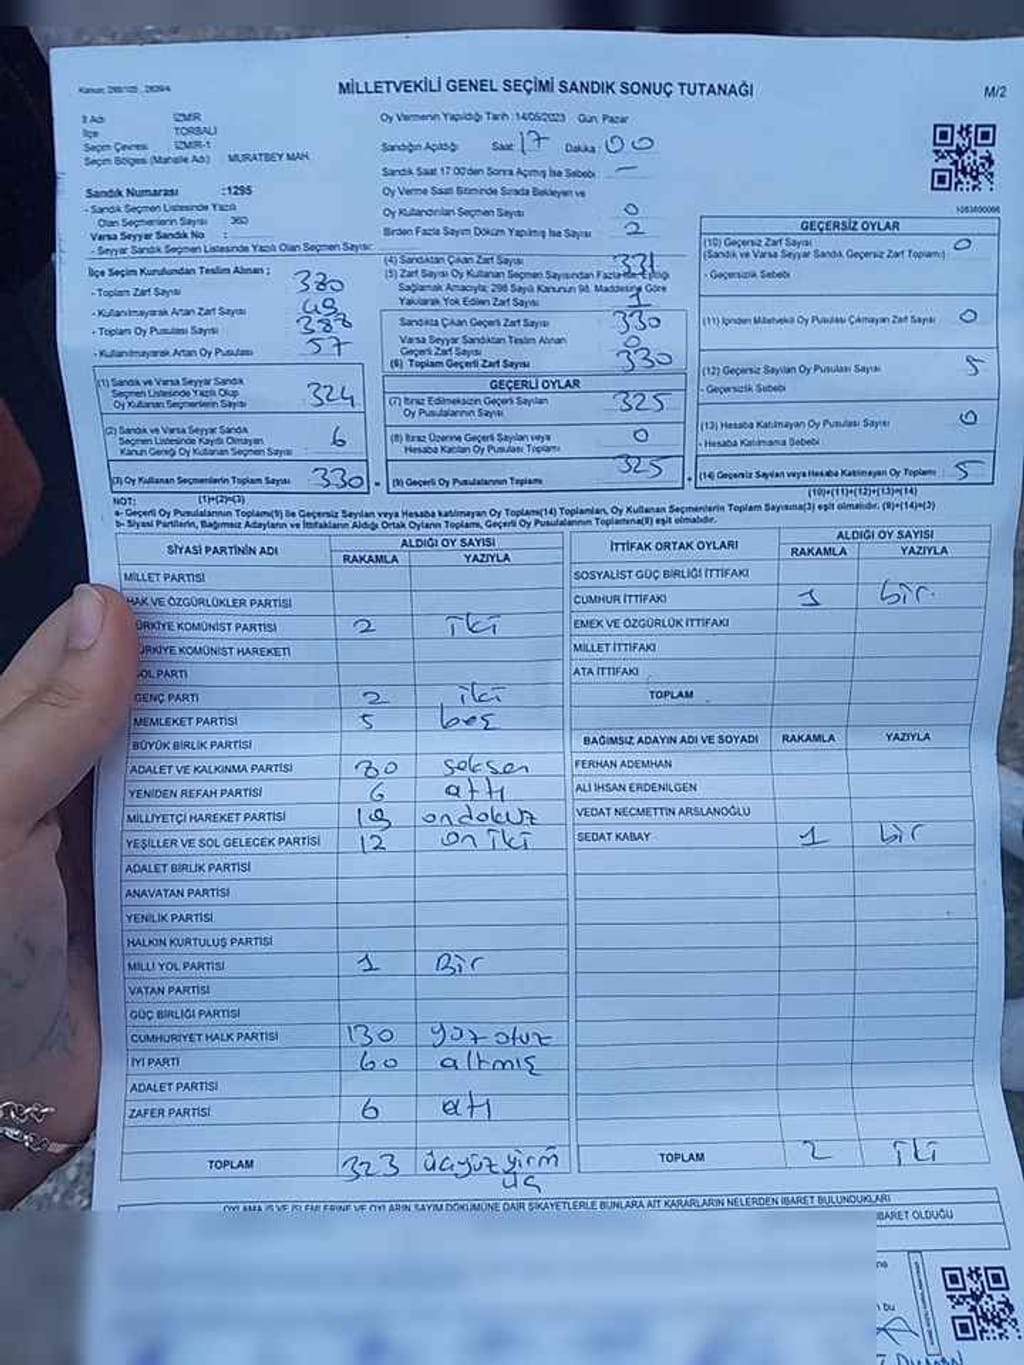 Kanun: 298/105 , 2839/4
MİLLETVEKİLİ GENEL SEÇİMİ SANDIK SONUÇ TUTANAĞI
M/2
İl Adı İZMİR
İlçe TORBALI
Seçim Çevresi İZMİR-1
Seçim Bölgesi (Mahalle Adı) MURATBEY MAH.
Sandık Numarası :1295
- Sandık Seçmen Listesinde Yazılı
Olan Seçmenlerin Sayısı 360
Varsa Seyyar Sandık No :
- Seyyar Sandık Seçmen Listesinde Yazılı Olan Seçmen Sayısı:
Oy Vermenin Yapıldığı Tarih :14/05/2023 Gün: Pazar
Sandığın Açıldığı Saat: 17 Dakika: 00
Sandık Saat 17:00'den Sonra Açılmış İse Sebebi —
Oy Verme Saati Bitiminde Sırada Bekleyen ve
Oy Kullandırılan Seçmen Sayısı 0
Birden Fazla Sayım Döküm Yapılmış İse Sayısı 2
İlçe Seçim Kurulundan Teslim Alınan ;
- Toplam Zarf Sayısı 380
- Kullanılmayarak Artan Zarf Sayısı 49
- Toplam Oy Pusulası Sayısı
- Kullanılmayarak Artan Oy Pusulası 57
(1) Sandık ve Varsa Seyyar Sandık
Seçmen Listesinde Yazılı Olup
Oy Kullanan Seçmenlerin Sayısı 324
(2) Sandık ve Varsa Seyyar Sandık
Seçmen Listesinde Kayıtlı Olmayan
Kanun Gereği Oy Kullanan Seçmen Sayısı 6
(3) Oy Kullanan Seçmenlerin Toplam Sayısı 330 =
(4) Sandıktan Çıkan Zarf Sayısı 331
(5) Zarf Sayısı Oy Kullanan Seçmen Sayısından Fazla ise, Eşitliği
Sağlamak Amacıyla; 298 Sayılı Kanunun 98. Maddesine Göre
Yakılarak Yok Edilen Zarf Sayısı 1
Sandıkta Çıkan Geçerli Zarf Sayısı 330
Varsa Seyyar Sandıktan Teslim Alınan
Geçerli Zarf Sayısı 0
(6) Toplam Geçerli Zarf Sayısı 330
GEÇERLİ OYLAR
(7) İtiraz Edilmeksizin Geçerli Sayılan
Oy Pusulalarının Sayısı 325
(8) İtiraz Üzerine Geçerli Sayılan veya
Hesaba Katılan Oy Pusulası Toplamı 0
(9) Geçerli Oy Pusulalarının Toplamı 325 +
1083690066
GEÇERSİZ OYLAR
(10) Geçersiz Zarf Sayısı 0
(Sandık ve Varsa Seyyar Sandık Geçersiz Zarf Toplamı)
- Geçersizlik Sebebi
(11) İçinden Milletvekili Oy Pusulası Çıkmayan Zarf Sayısı 0
(12) Geçersiz Sayılan Oy Pusulası Sayısı 5
- Geçersizlik Sebebi
(13) Hesaba Katılmayan Oy Pusulası Sayısı 0
- Hesaba Katılmama Sebebi
(14) Geçersiz Sayılan veya Hesaba Katılmayan Oy Toplamı 5
NOT: (1)+(2)=(3) (10)+(11)+(12)+(13)=(14)
a- Geçerli Oy Pusulalarının Toplamı(9) ile Geçersiz Sayılan veya Hesaba katılmayan Oy Toplamı(14) Toplamları, Oy Kullanan Seçmenlerin Toplam Sayısına(3) eşit olmalıdır. (9)+(14)=(3)
b- Siyasi Partilerin, Bağımsız Adayların ve İttifakların Aldığı Ortak Oyların Toplamı, Geçerli Oy Pusulalarının Toplamına(9) eşit olmalıdır.
SİYASİ PARTİNİN ADI ALDIĞI OY SAYISI
RAKAMLA YAZIYLA
MİLLET PARTİSİ
HAK VE ÖZGÜRLÜKLER PARTİSİ
TÜRKİYE KOMÜNİST PARTİSİ 2 iki
TÜRKİYE KOMÜNİST HAREKETİ
SOL PARTİ
GENÇ PARTİ 2 iki
MEMLEKET PARTİSİ 5 beş
BÜYÜK BİRLİK PARTİSİ
ADALET VE KALKINMA PARTİSİ 80 seksen
YENİDEN REFAH PARTİSİ 6 altı
MİLLİYETÇİ HAREKET PARTİSİ 19 ondokuz
YEŞİLLER VE SOL GELECEK PARTİSİ 12 on iki
ADALET BİRLİK PARTİSİ
ANAVATAN PARTİSİ
YENİLİK PARTİSİ
HALKIN KURTULUŞ PARTİSİ
MİLLİ YOL PARTİSİ 1 Bir
VATAN PARTİSİ
GÜÇ BİRLİĞİ PARTİSİ
CUMHURİYET HALK PARTİSİ 130 yüz otuz
İYİ PARTİ 60 altmış
ADALET PARTİSİ
ZAFER PARTİSİ 6 altı
TOPLAM 323 üçyüz yirm
üç
İTTİFAK ORTAK OYLARI ALDIĞI OY SAYISI
RAKAMLA YAZIYLA
SOSYALİST GÜÇ BİRLİĞİ İTTİFAKI
CUMHUR İTTİFAKI 1 bir.
EMEK VE ÖZGÜRLÜK İTTİFAKI
MİLLET İTTİFAKI
ATA İTTİFAKI
TOPLAM
BAĞIMSIZ ADAYIN ADI VE SOYADI RAKAMLA YAZIYLA
FERHAN ADEMHAN
ALİ İHSAN ERDENİLGEN
VEDAT NECMETTİN ARSLANOĞLU
SEDAT KABAY 1 bir
TOPLAM 2 iki
OYLAMA İŞ VE İŞLEMLERİNE VE OYLARIN SAYIM DÖKÜMÜNE DAİR ŞİKAYETLERLE BUNLARA AİT KARARLARIN NELERDEN İBARET BULUNDUKLARI
İBARET OLDUĞU
bu